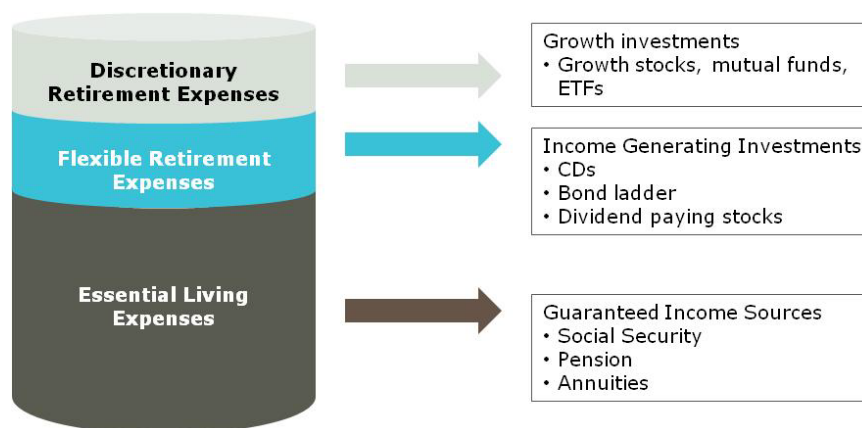 Discretionary
Retirement Expenses
Growth investments
• Growth stocks, mutual funds,
ETFs
Flexible Retirement
Expenses
Income Generating Investments
• CDs
• Bond ladder
• Dividend paying stocks
Essential Living
Expenses
Guaranteed Income Sources
• Social Security
• Pension
• Annuities